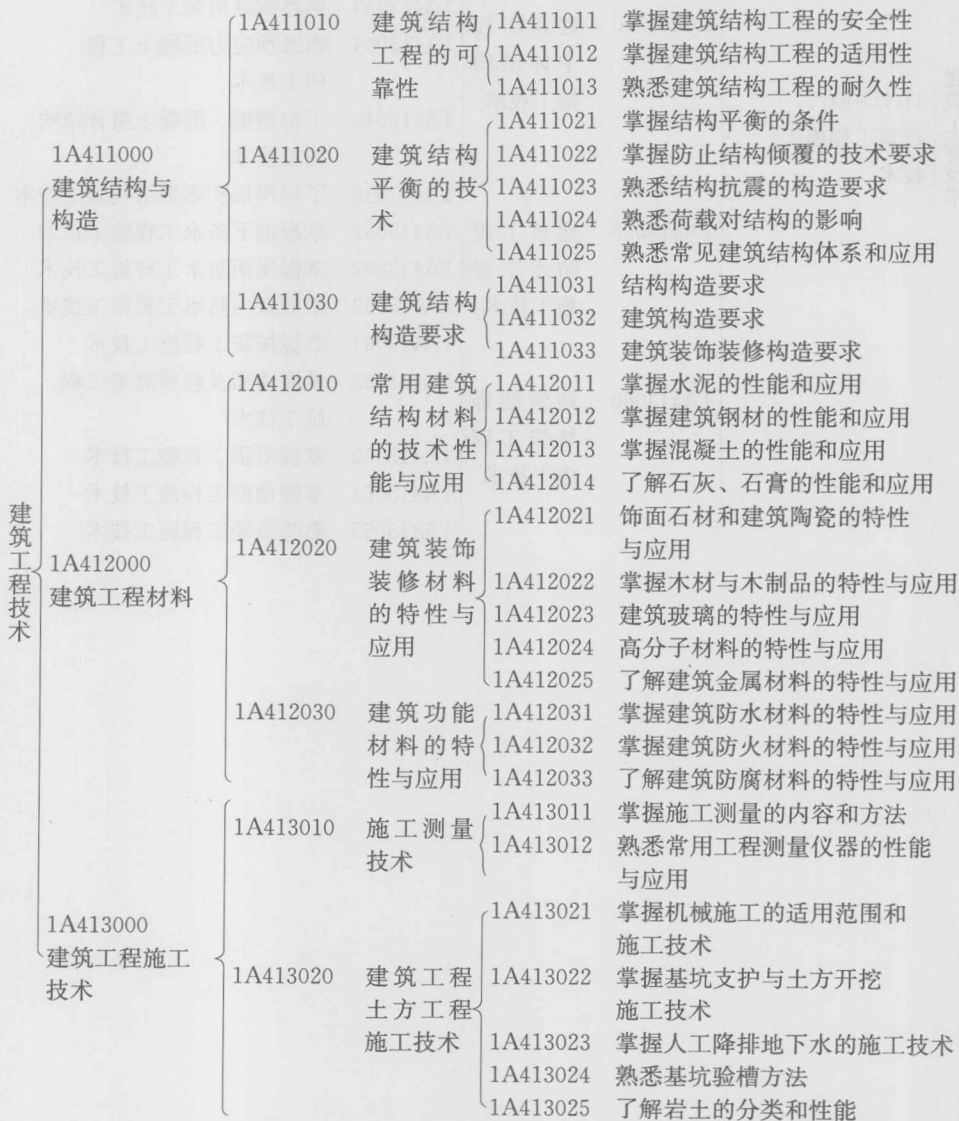 建筑工程技术
1A411000
建筑结构与
构造
1A411010 建筑结构
工程的可
靠性
1A411011 掌握建筑结构工程的安全性
1A411012 掌握建筑结构工程的适用性
1A411013 熟悉建筑结构工程的耐久性
1A411020 建筑结构
平衡的技
术
1A411021 掌握结构平衡的条件
1A411022 掌握防止结构倾覆的技术要求
1A411023 熟悉结构抗震的构造要求
1A411024 熟悉荷载对结构的影响
1A411025 熟悉常见建筑结构体系和应用
1A411030 建筑结构
构造要求
1A411031 结构构造要求
1A411032 建筑构造要求
1A411033 建筑装饰装修构造要求
1A412000
建筑工程材料
1A412010 常用建筑
结构材料
的技术性
能与应用
1A412011 掌握水泥的性能和应用
1A412012 掌握建筑钢材的性能和应用
1A412013 掌握混凝土的性能和应用
1A412014 了解石灰、石膏的性能和应用
1A412020 建筑装饰
装修材料
的特性与
应用
1A412021 饰面石材和建筑陶瓷的特性
与应用
1A412022 掌握木材与木制品的特性与应用
1A412023 建筑玻璃的特性与应用
1A412024 高分子材料的特性与应用
1A412025 了解建筑金属材料的特性与应用
1A412030 建筑功能
材料的特
性与应用
1A412031 掌握建筑防水材料的特性与应用
1A412032 掌握建筑防火材料的特性与应用
1A412033 了解建筑防腐材料的特性与应用
1A413000
建筑工程施工
技术
1A413010 施工测量
技术
1A413011 掌握施工测量的内容和方法
1A413012 熟悉常用工程测量仪器的性能
与应用
1A413020 建筑工程
土方工程
施工技术
1A413021 掌握机械施工的适用范围和
施工技术
1A413022 掌握基坑支护与土方开挖
施工技术
1A413023 掌握人工降排地下水的施工技术
1A413024 熟悉基坑验槽方法
1A413025 了解岩土的分类和性能